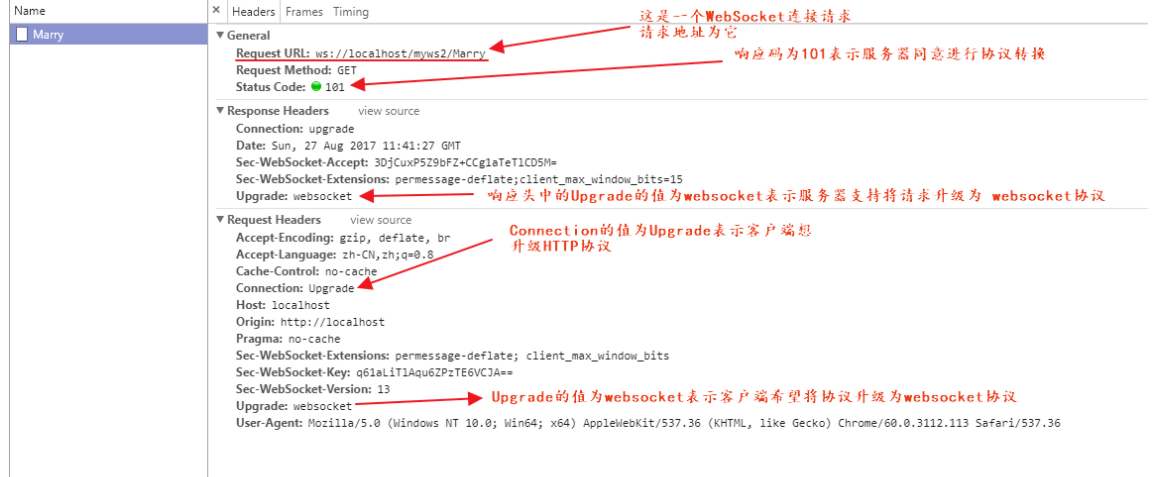 Name
Marry
× Headers Frames Timing
General
Request URL: ws://localhost/myws2/Marry
Request Method: GET
Status Code: 101
这是一个WebSocket连接请求
请求地址为它
响应码为101表示服务器同意进行协议转换
Response Headers view source
Connection: upgrade
Date: Sun, 27 Aug 2017 11:41:27 GMT
Sec-WebSocket-Accept: 3DjCuxP5Z9bFZ+CCg1aTeTlCD5M=
Sec-WebSocket-Extensions: permessage-deflate;client_max_window_bits=15
Upgrade: websocket
响应头中的Upgrade的值为websocket表示服务器支持将请求升级为 websocket协议
Request Headers view source
Accept-Encoding: gzip, deflate, br
Accept-Language: zh-CN,zh;q=0.8
Cache-Control: no-cache
Connection: Upgrade
Connection的值为Upgrade表示客户端想
升级HTTP协议
Host: localhost
Origin: http://localhost
Pragma: no-cache
Sec-WebSocket-Extensions: permessage-deflate; client_max_window_bits
Sec-WebSocket-Key: q61aLiTlAqu6ZPzTE6VCJA==
Sec-WebSocket-Version: 13
Upgrade: websocket
Upgrade的值为websocket表示客户端希望将协议升级为websocket协议
User-Agent: Mozilla/5.0 (Windows NT 10.0; Win64; x64) AppleWebKit/537.36 (KHTML, like Gecko) Chrome/60.0.3112.113 Safari/537.36